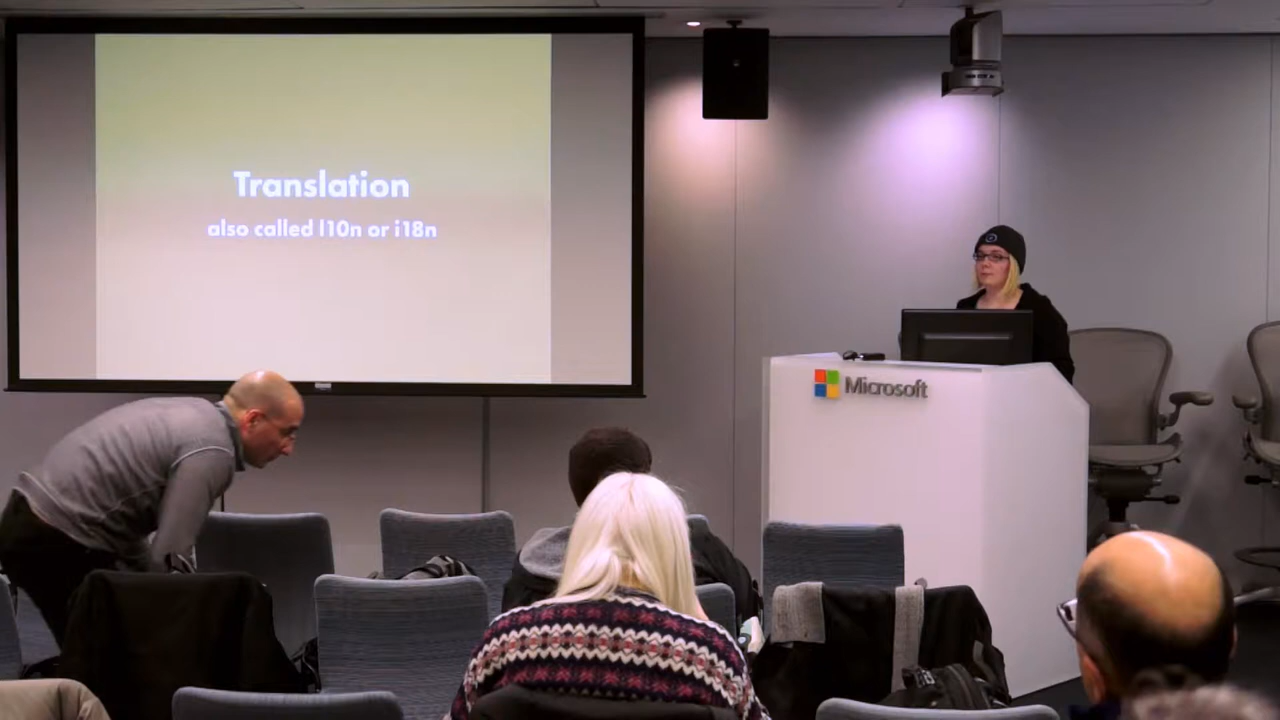 Translation
also called l10n or i18n
Microsoft